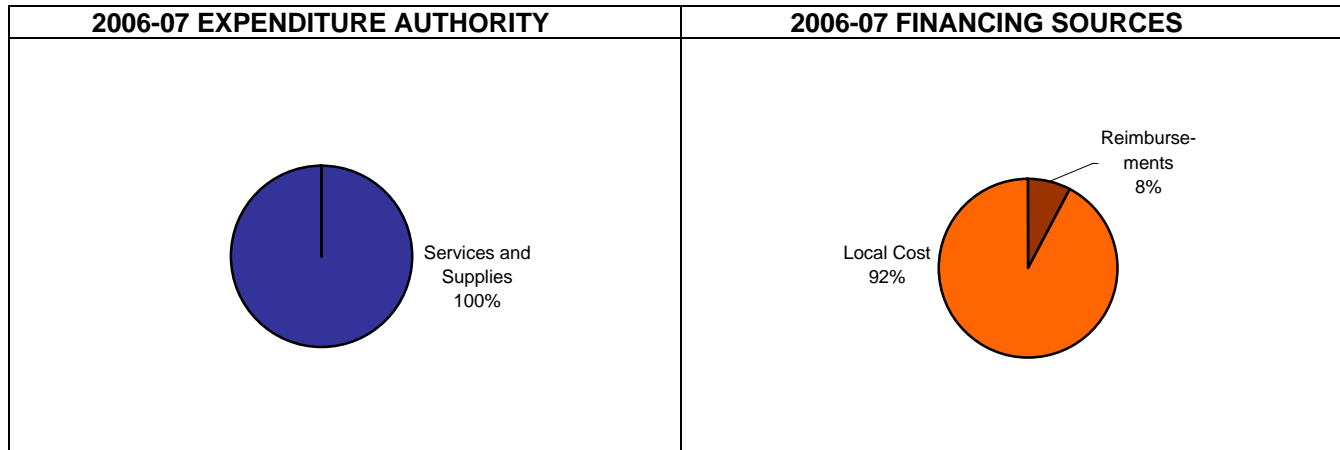 2006-07 EXPENDITURE AUTHORITY
2006-07 FINANCING SOURCES
Services and
Supplies
100%
Reimburse-
ments
8%
Local Cost
92%